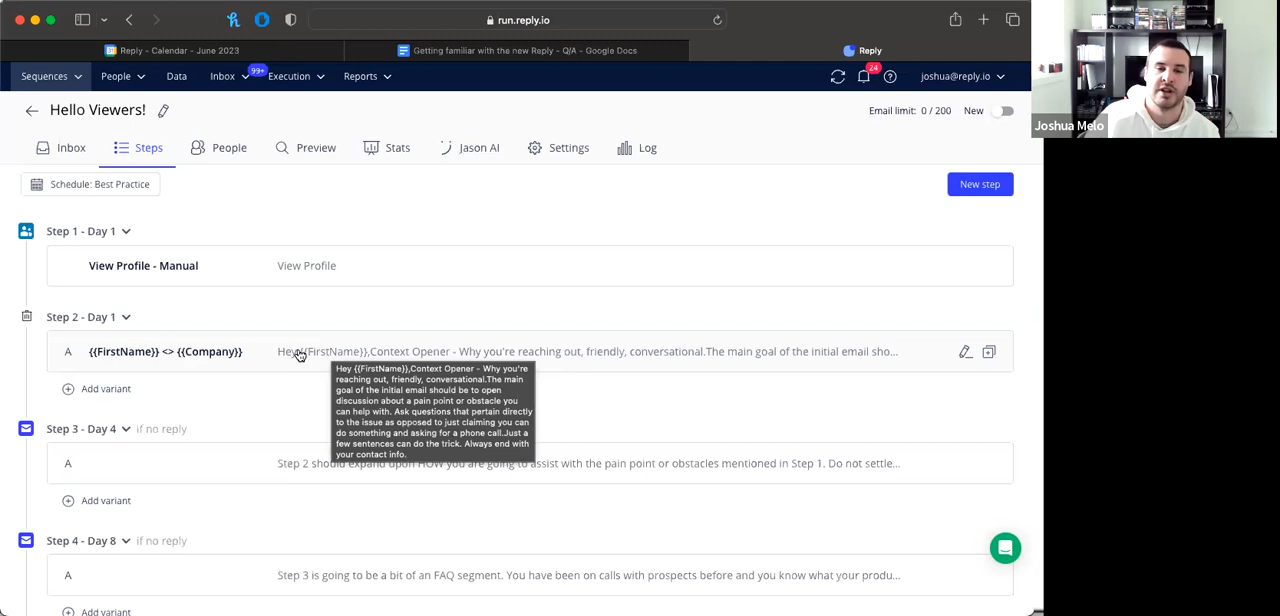 run.reply.io
Reply - Calendar - June 2023
Getting familiar with the new Reply - Q/A - Google Docs
Reply
Sequences
People
Data
Inbox
99+
Execution
Reports
24
joshua@reply.io
Hello Viewers!
Email limit: 0 / 200
New
Joshua Melo
Inbox
Steps
People
Preview
Stats
Jason AI
Settings
Log
Schedule: Best Practice
New step
Step 1 - Day 1
View Profile - Manual
View Profile
Step 2 - Day 1
A
{{FirstName}} <> {{Company}}
Hey {{FirstName}},Context Opener - Why you're reaching out, friendly, conversational.The main goal of the initial email sho...
Hey {{FirstName}},Context Opener - Why you're
reaching out, friendly, conversational.The main
goal of the initial email should be to open
discussion about a pain point or obstacle you
can help with. Ask questions that pertain directly
to the issue as opposed to just claiming you can
do something and asking for a phone call.Just a
few sentences can do the trick. Always end with
your contact info.
Add variant
Step 3 - Day 4
if no reply
A
Step 2 should expand upon HOW you are going to assist with the pain point or obstacles mentioned in Step 1. Do not settle...
Add variant
Step 4 - Day 8
if no reply
A
Step 3 is going to be a bit of an FAQ segment. You have been on calls with prospects before and you know what your produ...
Add variant